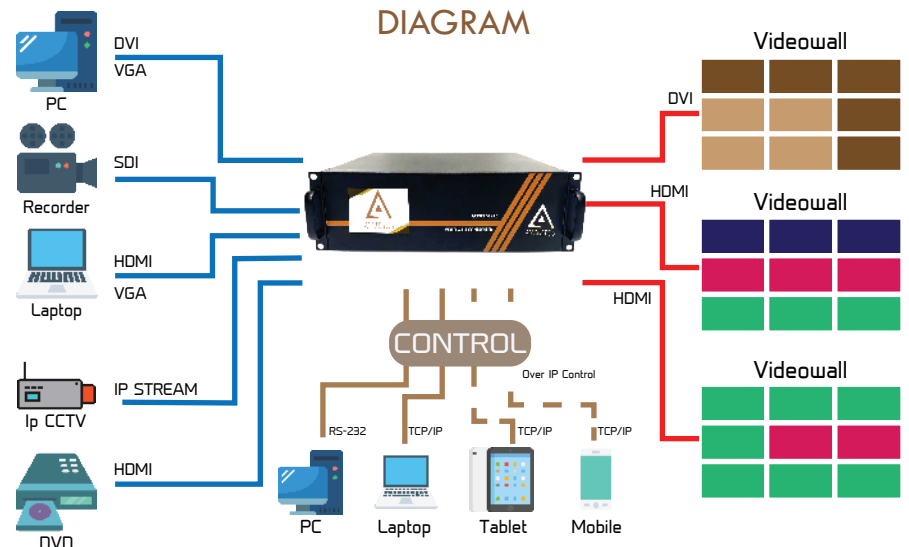 DIAGRAM
DVI
VGA
PC
SDI
Recorder
HDMI
VGA
Laptop
IP STREAM
Ip CCTV
HDMI
DVD
CONTROL
Over IP Control
RS-232
TCP/IP
TCP/IP
TCP/IP
PC
Laptop
Tablet
Mobile
DVI
HDMI
HDMI
Videowall
Videowall
Videowall